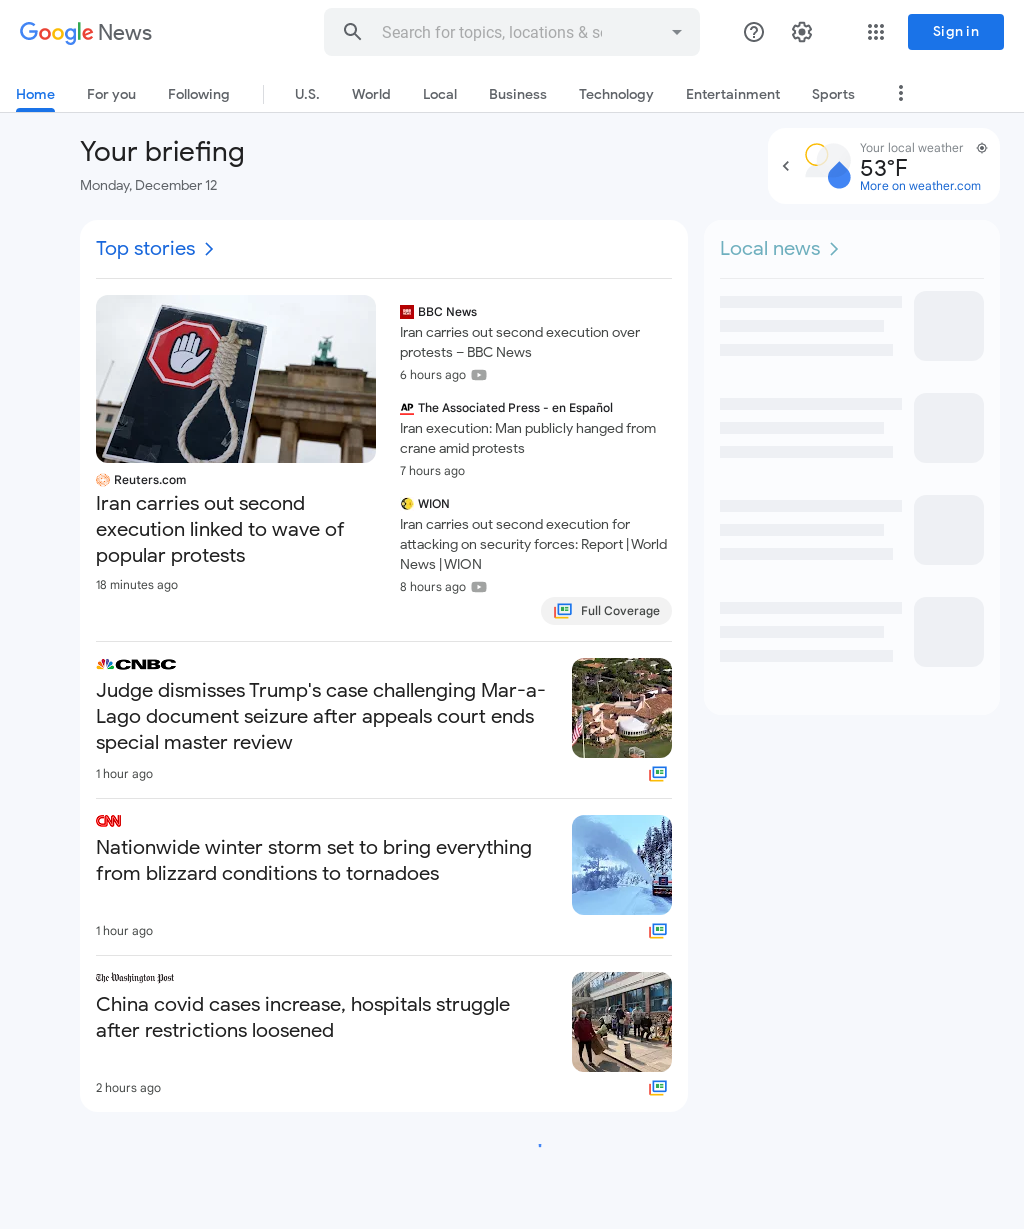 Google News
Search for topics, locations & so
Sign in
Home
For you
Following
U.S.
World
Local
Business
Technology
Entertainment
Sports
Your briefing
Monday, December 12
Your local weather
53°F
More on weather.com
Top stories
Local news
Reuters.com
Iran carries out second
execution linked to wave of
popular protests
18 minutes ago
BBC News
Iran carries out second execution over
protests – BBC News
6 hours ago
AP
The Associated Press - en Español
Iran execution: Man publicly hanged from
crane amid protests
7 hours ago
WION
Iran carries out second execution for
attacking on security forces: Report | World
News | WION
8 hours ago
Full Coverage
CNBC
Judge dismisses Trump's case challenging Mar-a-
Lago document seizure after appeals court ends
special master review
1 hour ago
CNN
Nationwide winter storm set to bring everything
from blizzard conditions to tornadoes
1 hour ago
The Washington Post
China covid cases increase, hospitals struggle
after restrictions loosened
2 hours ago